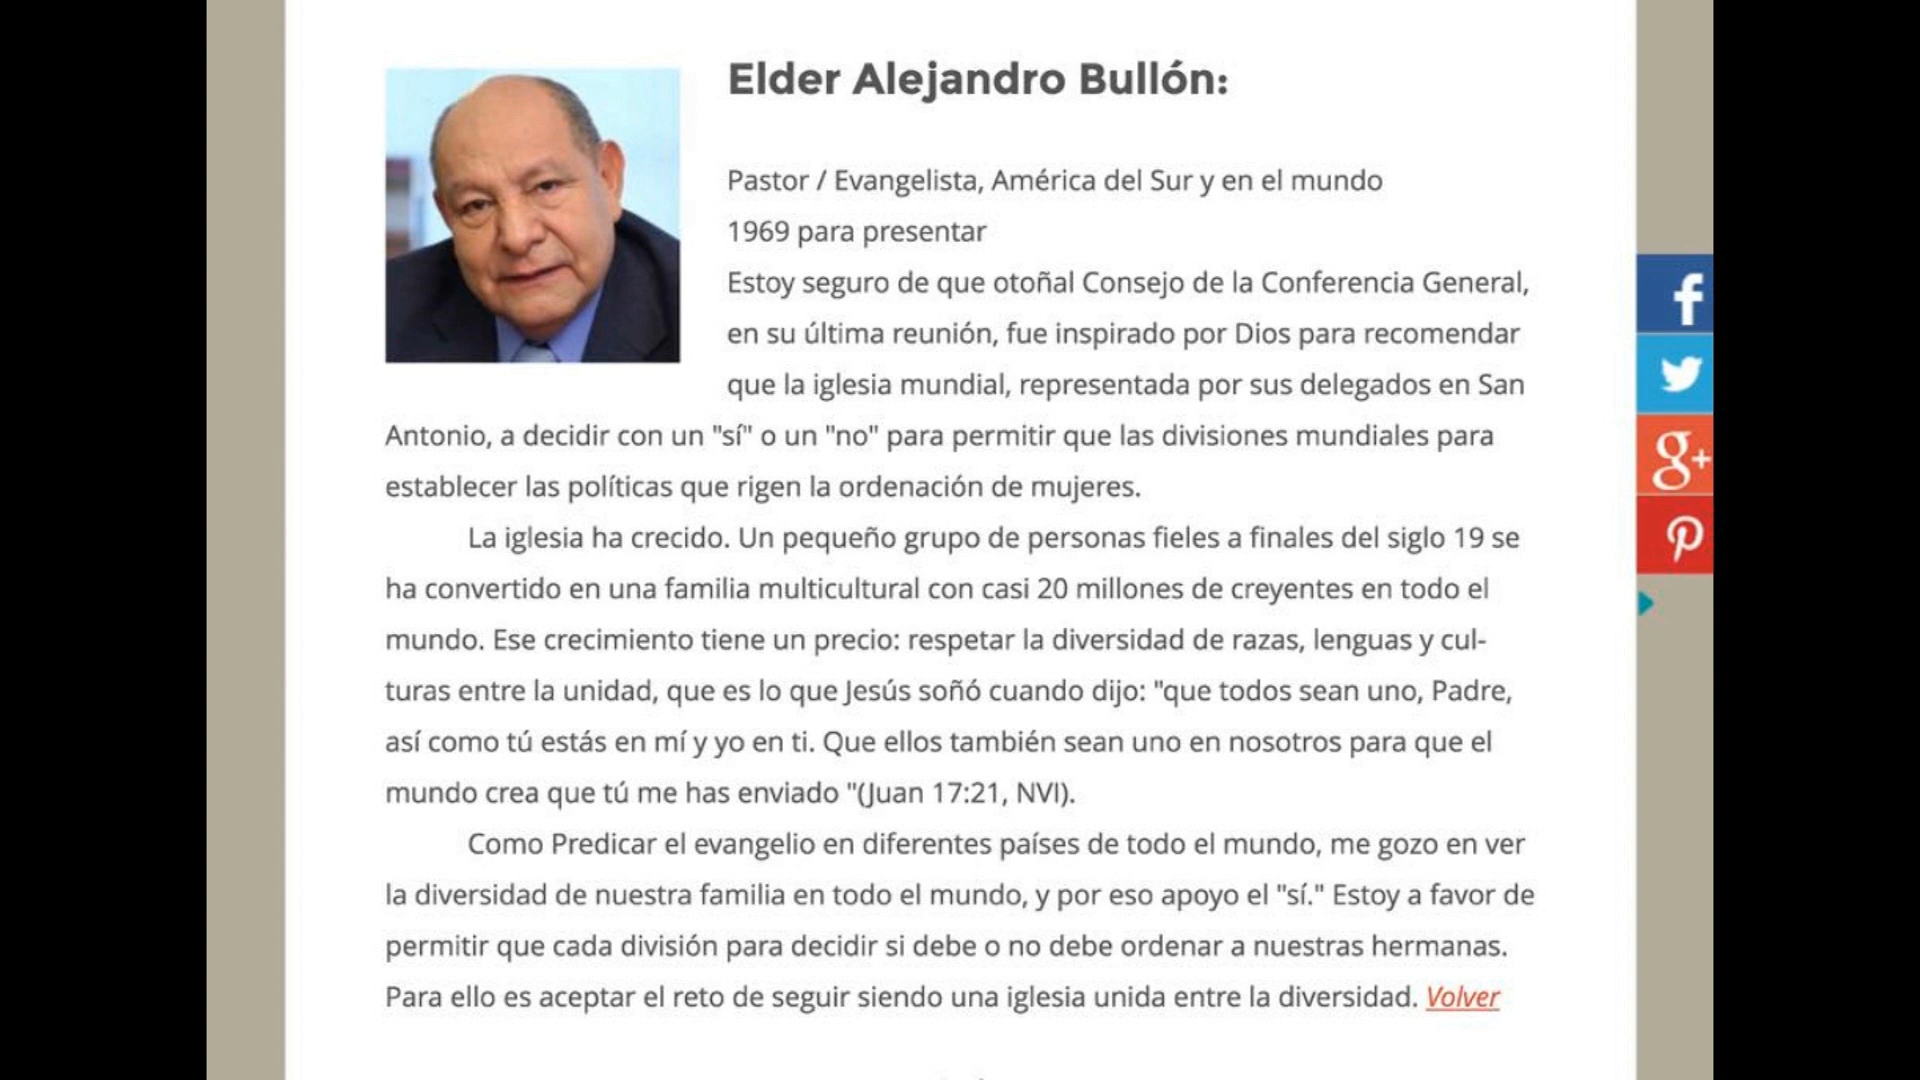 Elder Alejandro Bullón:
Pastor / Evangelista, América del Sur y en el mundo
1969 para presentar
Estoy seguro de que otoñal Consejo de la Conferencia General,
en su última reunión, fue inspirado por Dios para recomendar
que la iglesia mundial, representada por sus delegados en San
Antonio, a decidir con un "sí" o un "no" para permitir que las divisiones mundiales para
establecer las políticas que rigen la ordenación de mujeres.
La iglesia ha crecido. Un pequeño grupo de personas fieles a finales del siglo 19 se
ha convertido en una familia multicultural con casi 20 millones de creyentes en todo el
mundo. Ese crecimiento tiene un precio: respetar la diversidad de razas, lenguas y cul-
turas entre la unidad, que es lo que Jesús soñó cuando dijo: "que todos sean uno, Padre,
así como tú estás en mí y yo en ti. Que ellos también sean uno en nosotros para que el
mundo crea que tú me has enviado "(Juan 17:21, NVI).
Como Predicar el evangelio en diferentes países de todo el mundo, me gozo en ver
la diversidad de nuestra familia en todo el mundo, y por eso apoyo el "sí." Estoy a favor de
permitir que cada división para decidir si debe o no debe ordenar a nuestras hermanas.
Para ello es aceptar el reto de seguir siendo una iglesia unida entre la diversidad. Volver